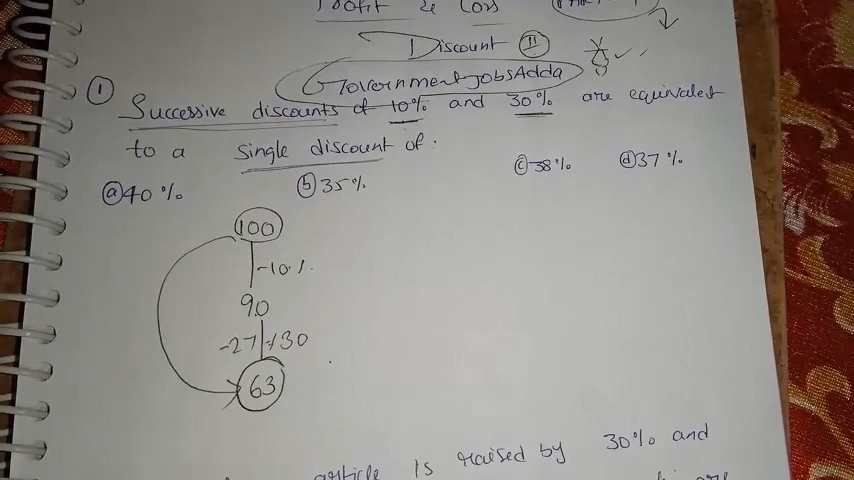 Profit & Loss
Discount II
GovernmentjobsAdda
① Successive discounts of 10% and 30% are equivalent
to a single discount of:
ⓐ 40% ⓑ 35% ⓒ 38% ⓓ 37%
100
-10%
90
-27 30
63
article is raised by 30% and